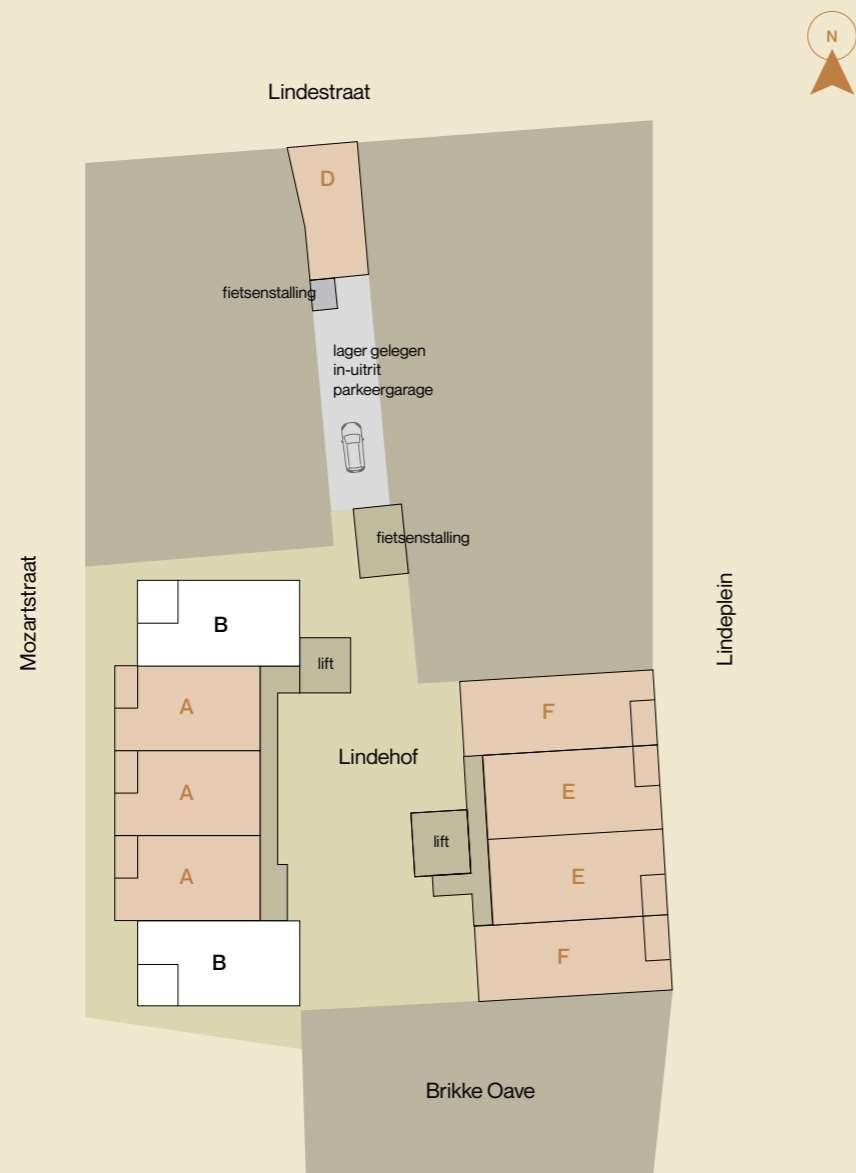 N
Lindestraat
D
fietsenstalling
lager gelegen
in-uitrit
parkeergarage
fietsenstalling
Mozartstraat
Lindeplein
B
lift
A
F
Lindehof
A
E
lift
A
E
B
F
Brikke Oave